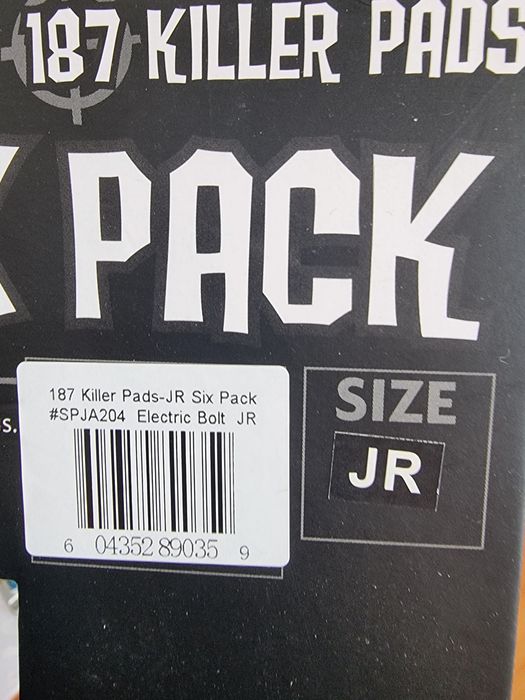 187 KILLER PADS
PACK
187 Killer Pads-JR Six Pack
#SPJA204 Electric Bolt JR
6 04352 89035 9
SIZE
JR